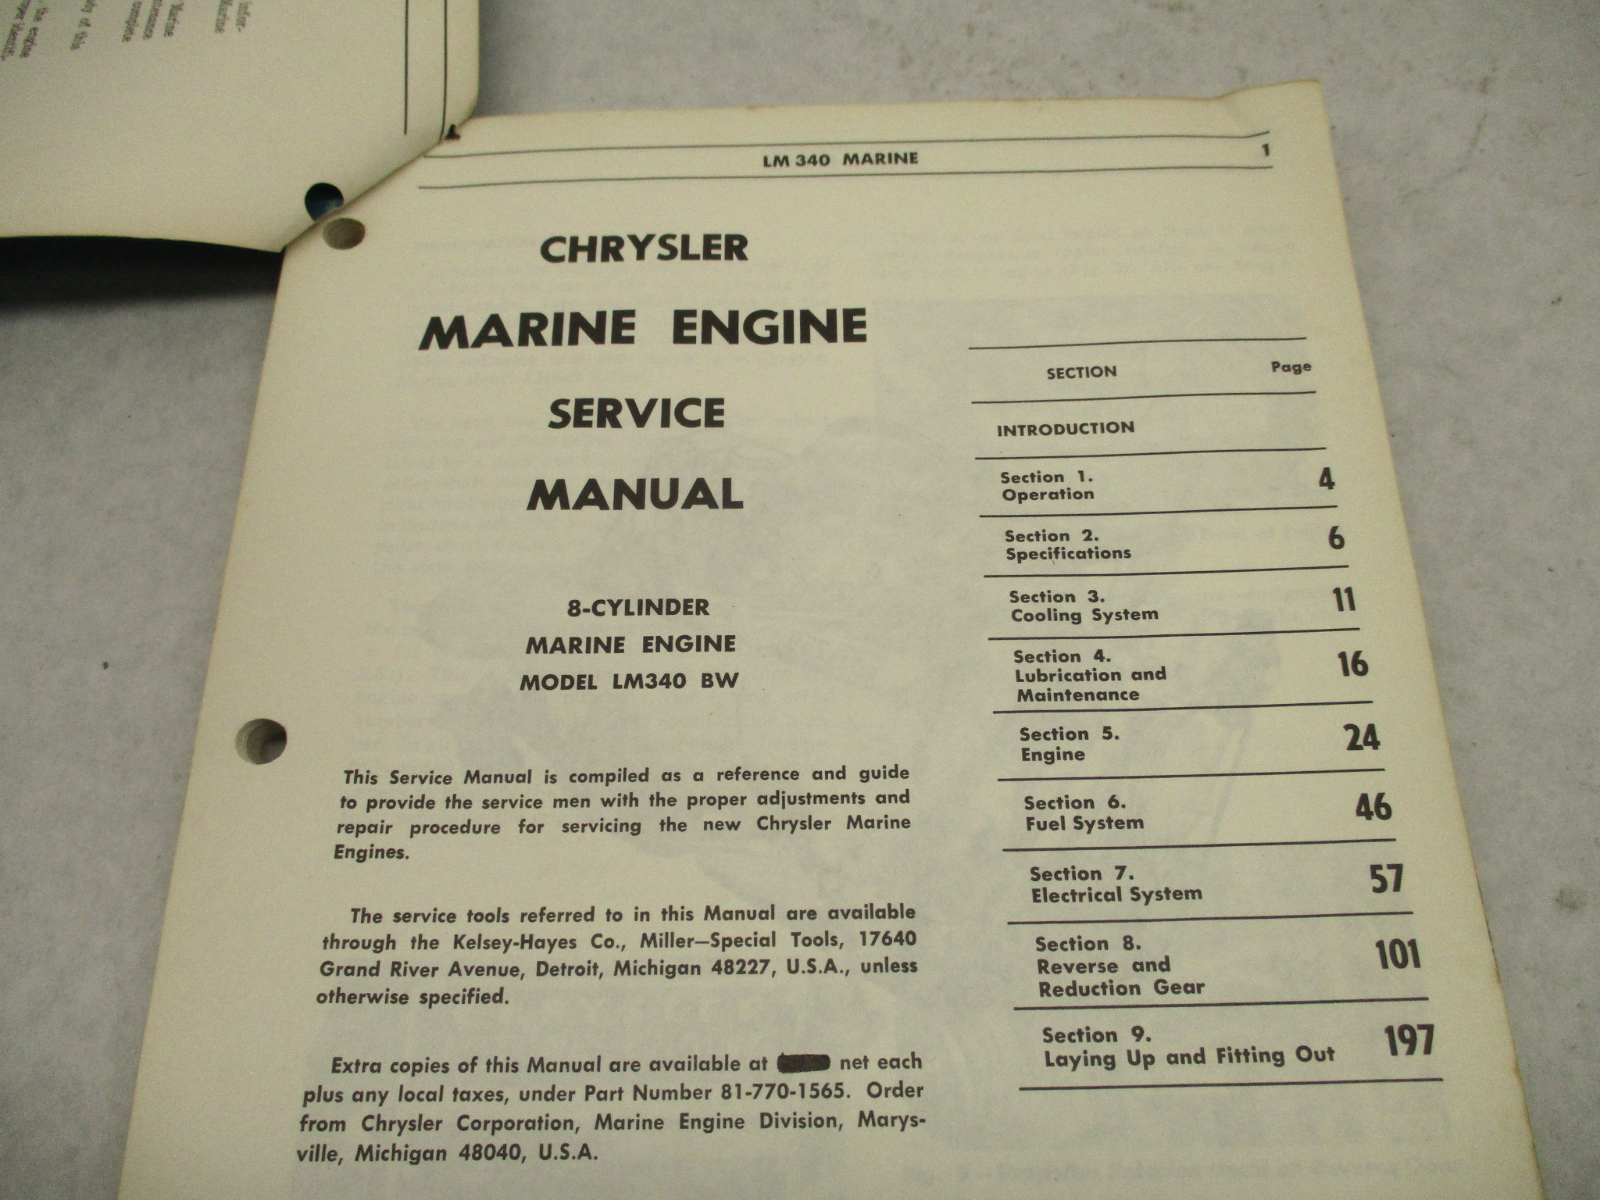 LM 340 MARINE 1
CHRYSLER
MARINE ENGINE
SERVICE
MANUAL
8-CYLINDER
MARINE ENGINE
MODEL LM340 BW
This Service Manual is compiled as a reference and guide
to provide the service men with the proper adjustments and
repair procedure for servicing the new Chrysler Marine
Engines.
The service tools referred to in this Manual are available
through the Kelsey-Hayes Co., Miller—Special Tools, 17640
Grand River Avenue, Detroit, Michigan 48227, U.S.A., unless
otherwise specified.
Extra copies of this Manual are available at net each
plus any local taxes, under Part Number 81-770-1565. Order
from Chrysler Corporation, Marine Engine Division, Marys-
ville, Michigan 48040, U.S.A.
SECTION Page
INTRODUCTION
Section 1.
Operation 4
Section 2.
Specifications 6
Section 3.
Cooling System 11
Section 4.
Lubrication and
Maintenance 16
Section 5.
Engine 24
Section 6.
Fuel System 46
Section 7.
Electrical System 57
Section 8.
Reverse and
Reduction Gear 101
Section 9.
Laying Up and Fitting Out 197